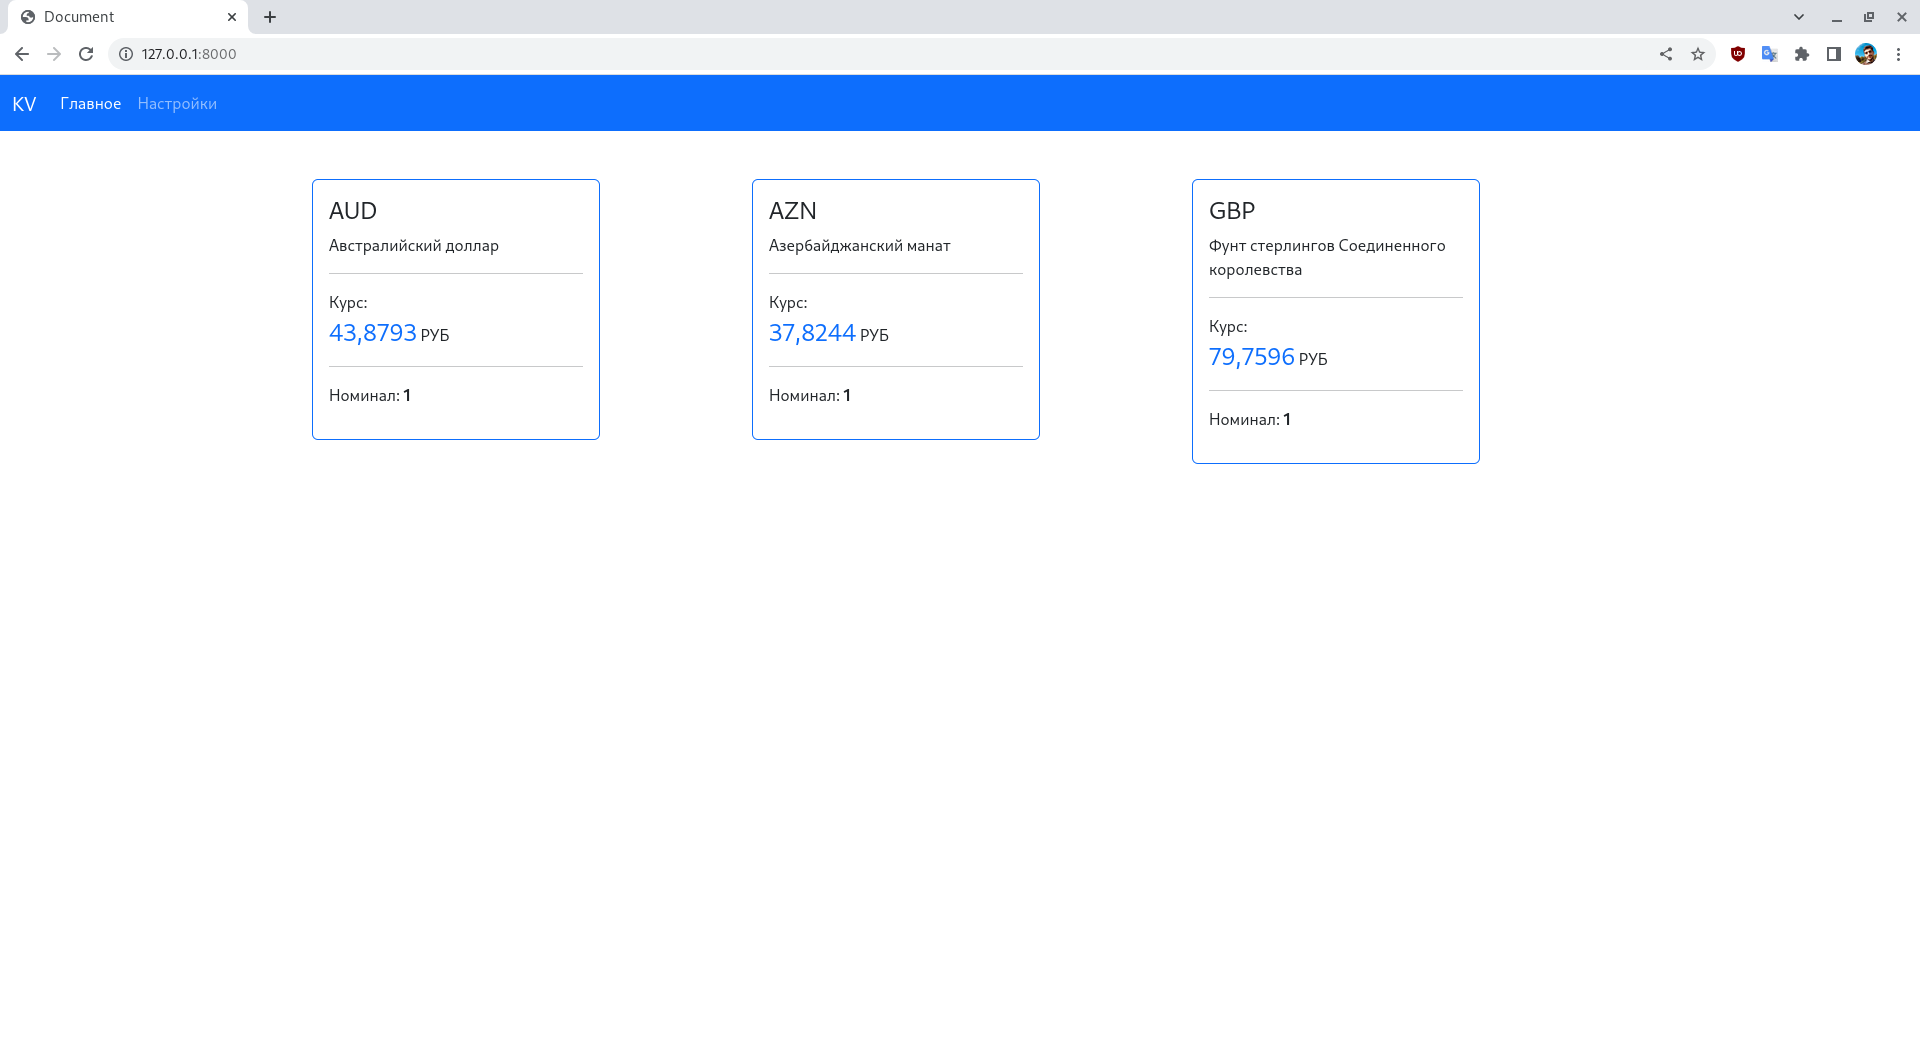 Document
127.0.0.1:8000
KV Главное Настройки
AUD
Австралийский доллар
Курс:
43,8793 РУБ
Номинал: 1
AZN
Азербайджанский манат
Курс:
37,8244 РУБ
Номинал: 1
GBP
Фунт стерлингов Соединенного
королевства
Курс:
79,7596 РУБ
Номинал: 1